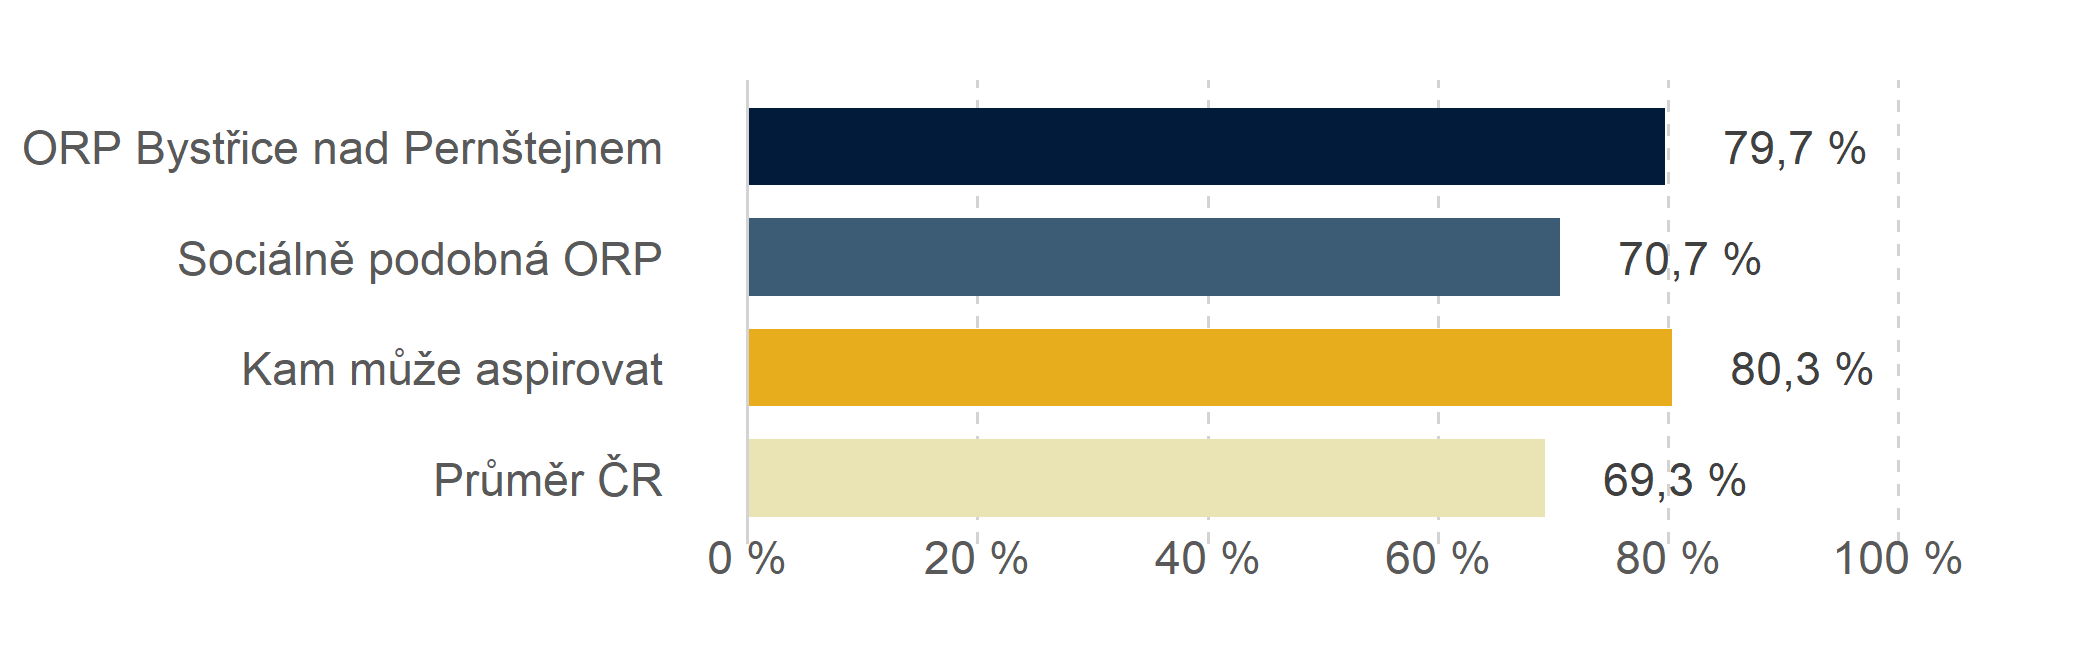 ORP Bystřice nad Pernštejnem
79,7 %
Sociálně podobná ORP
70,7 %
Kam může aspirovat
80,3 %
Průměr ČR
69,3 %
0 % 20 % 40 % 60 % 80 % 100 %